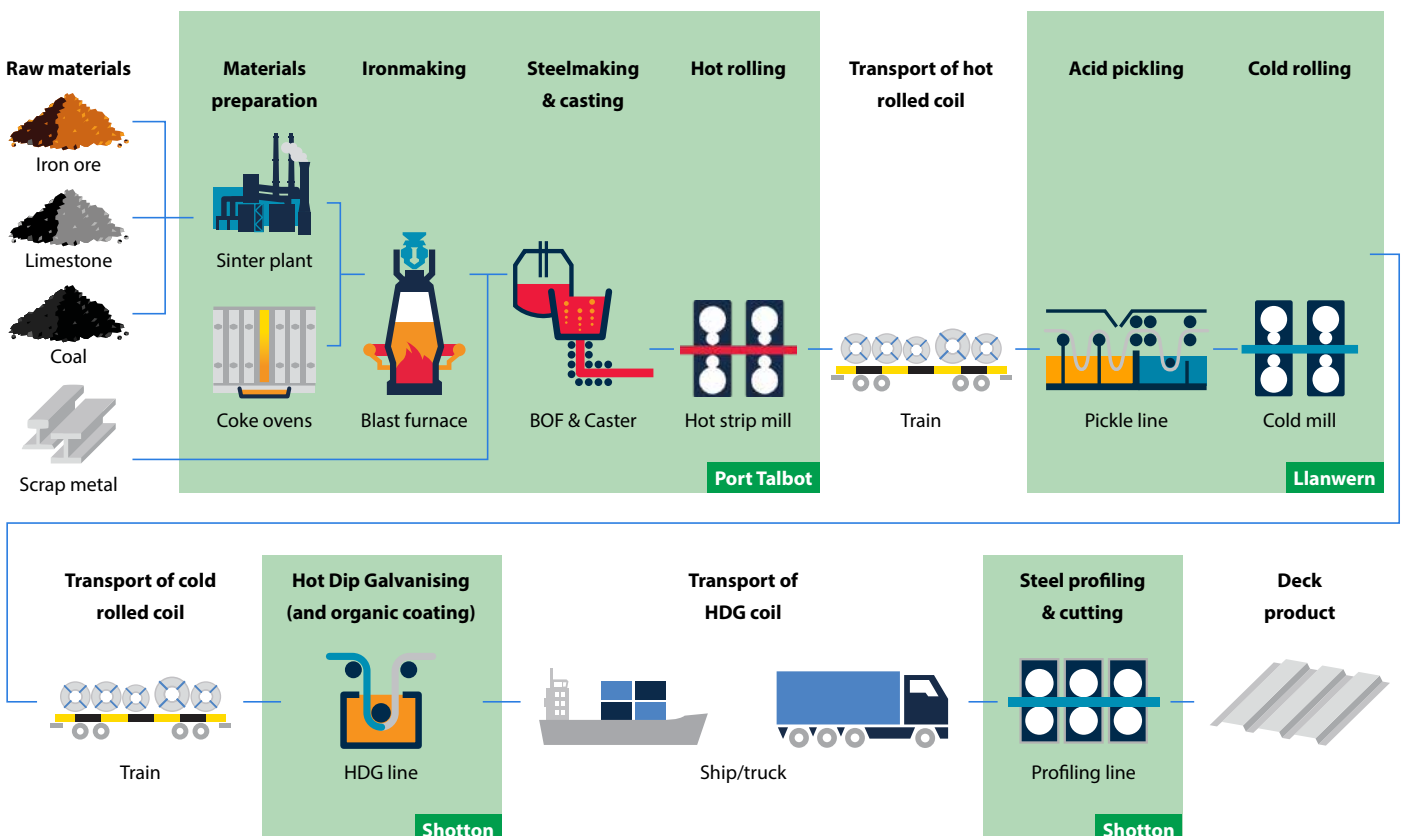 Raw materials
Materials
preparation
Ironmaking
Steelmaking
& casting
Hot rolling
Transport of hot
rolled coil
Acid pickling
Cold rolling
Iron ore
Limestone
Coal
Scrap metal
Sinter plant
Coke ovens
Blast furnace
BOF & Caster
Hot strip mill
Train
Pickle line
Cold mill
Port Talbot
Llanwern
Transport of cold
rolled coil
Hot Dip Galvanising
(and organic coating)
Transport of
HDG coil
Steel profiling
& cutting
Deck
product
Train
HDG line
Ship/truck
Profiling line
Shotton
Shotton